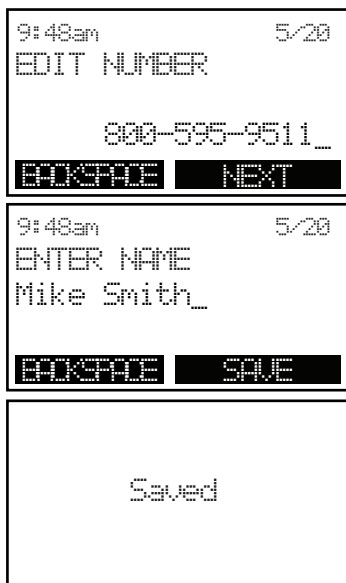 9:48am 5/20
EDIT NUMBER
800-595-9511_
BACKSPACE NEXT
9:48am 5/20
ENTER NAME
Mike Smith_
BACKSPACE SAVE
Saved